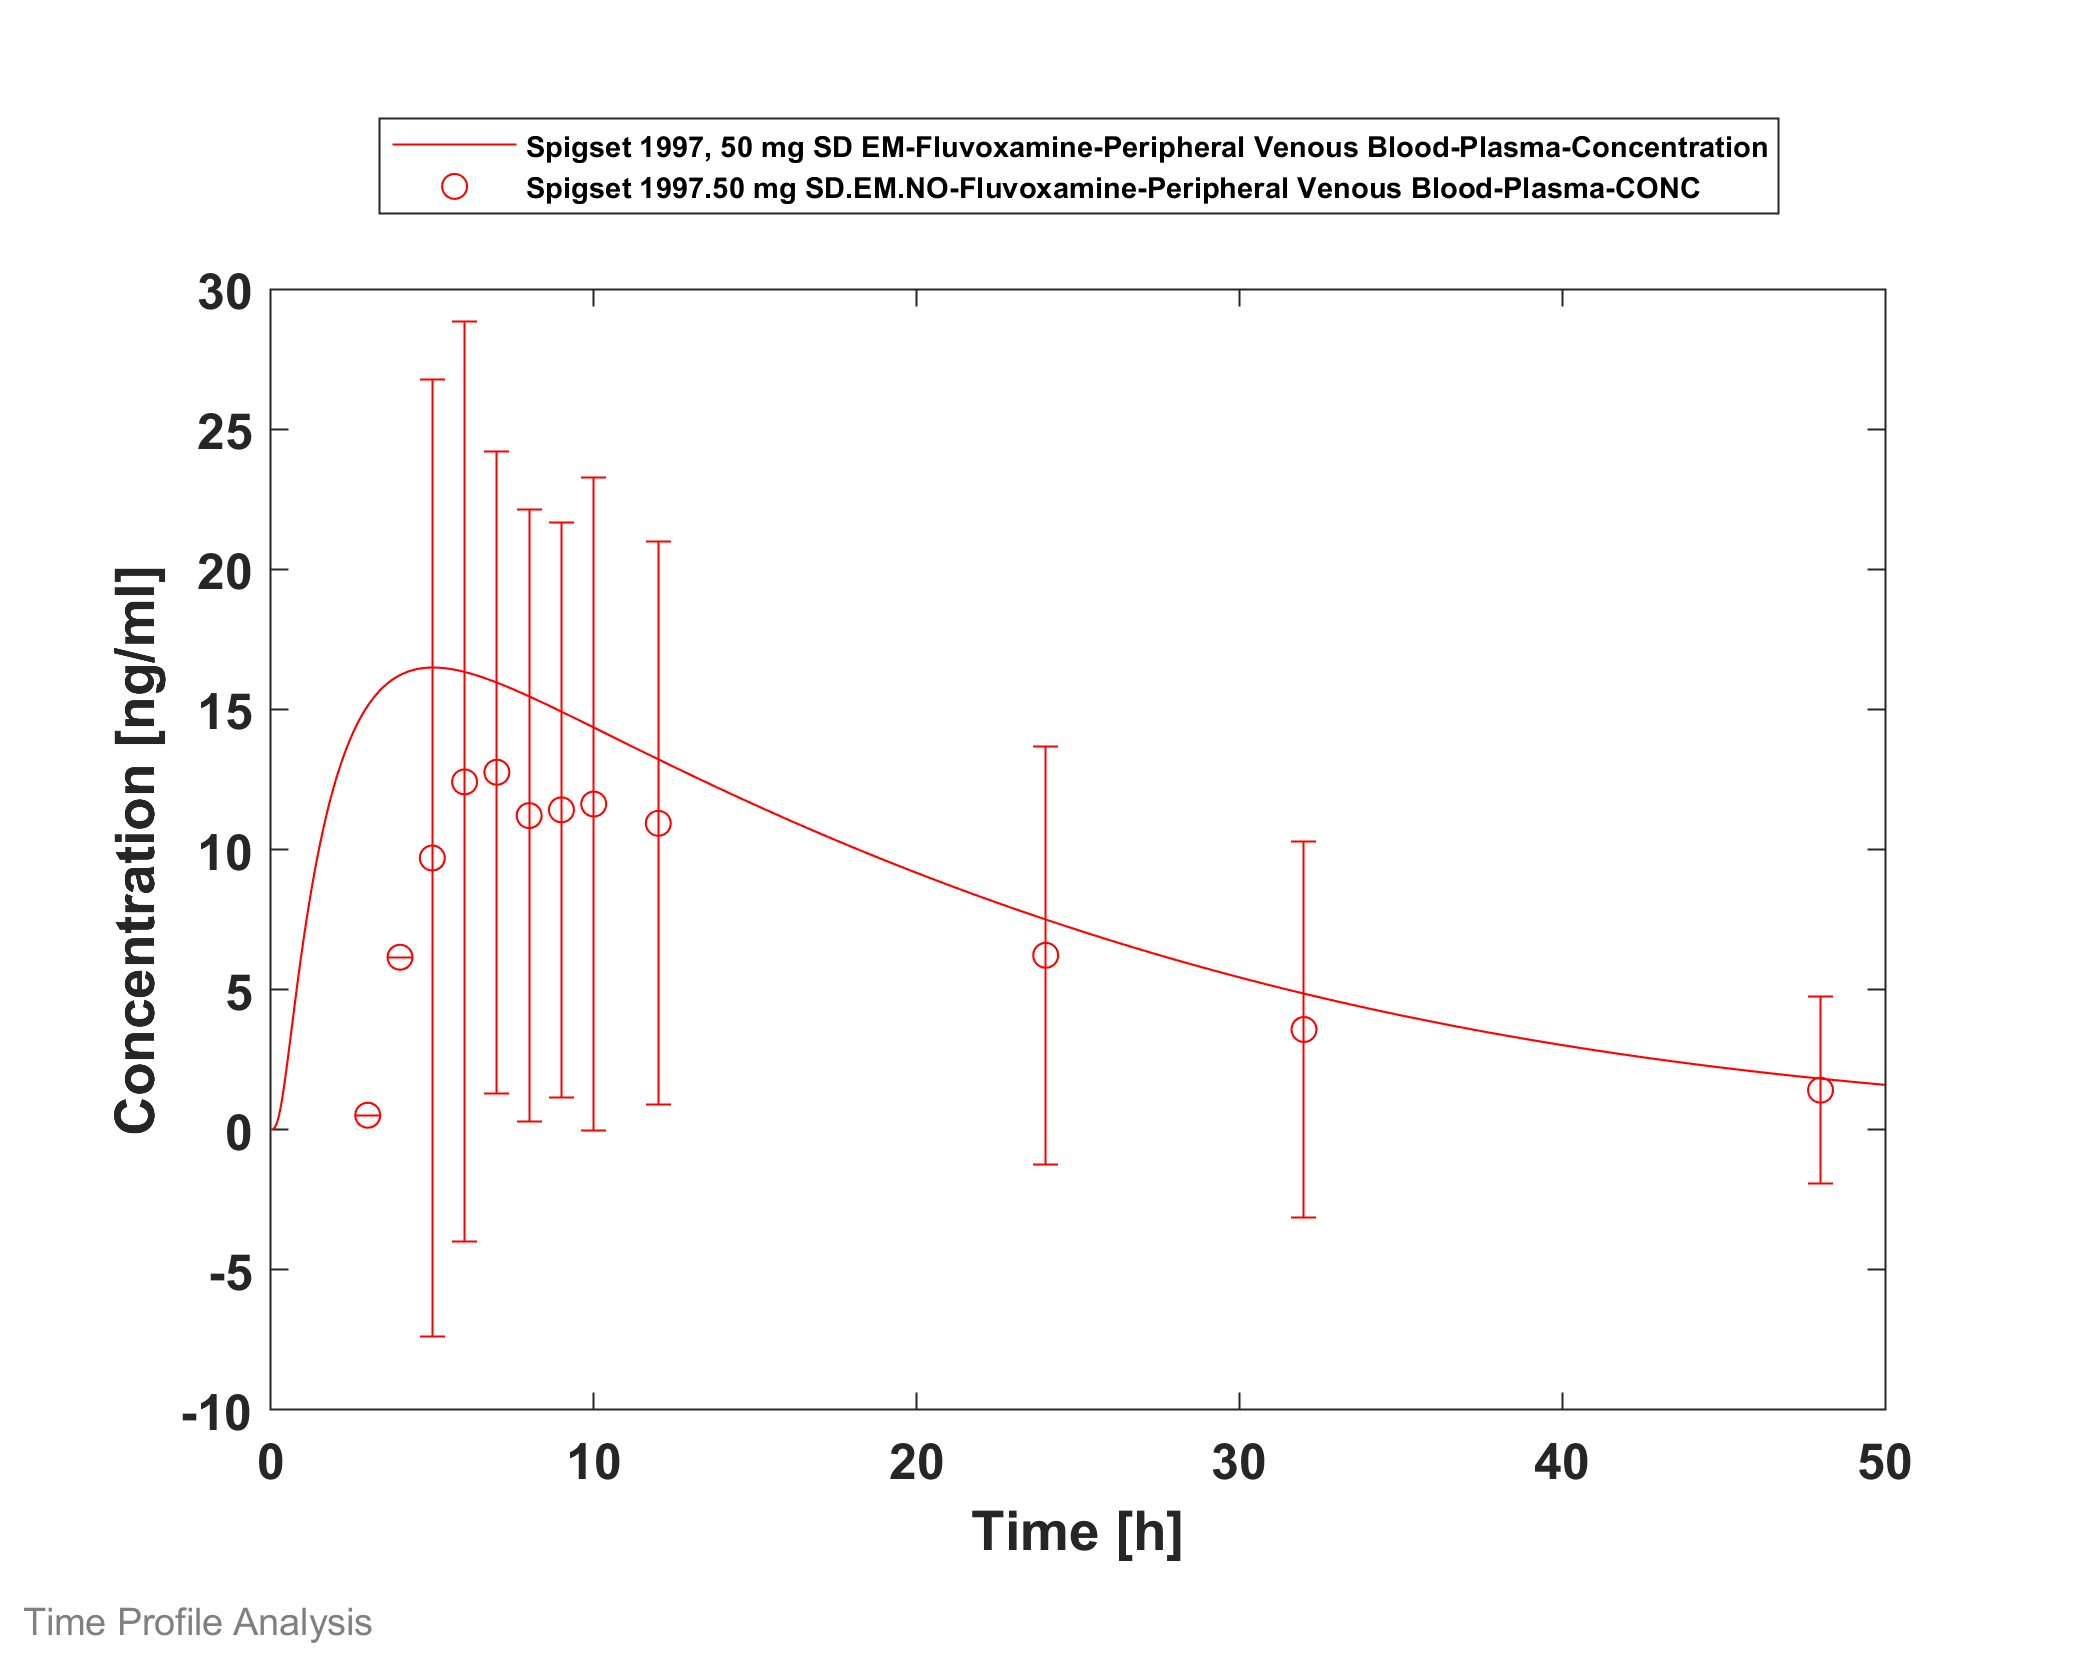 Spigset 1997, 50 mg SD EM-Fluvoxamine-Peripheral Venous Blood-Plasma-Concentration
Spigset 1997.50 mg SD.EM.NO-Fluvoxamine-Peripheral Venous Blood-Plasma-CONC
30
25
20
15
10
5
0
-5
-10
Concentration [ng/ml]
0 10 20 30 40 50
Time [h]
Time Profile Analysis